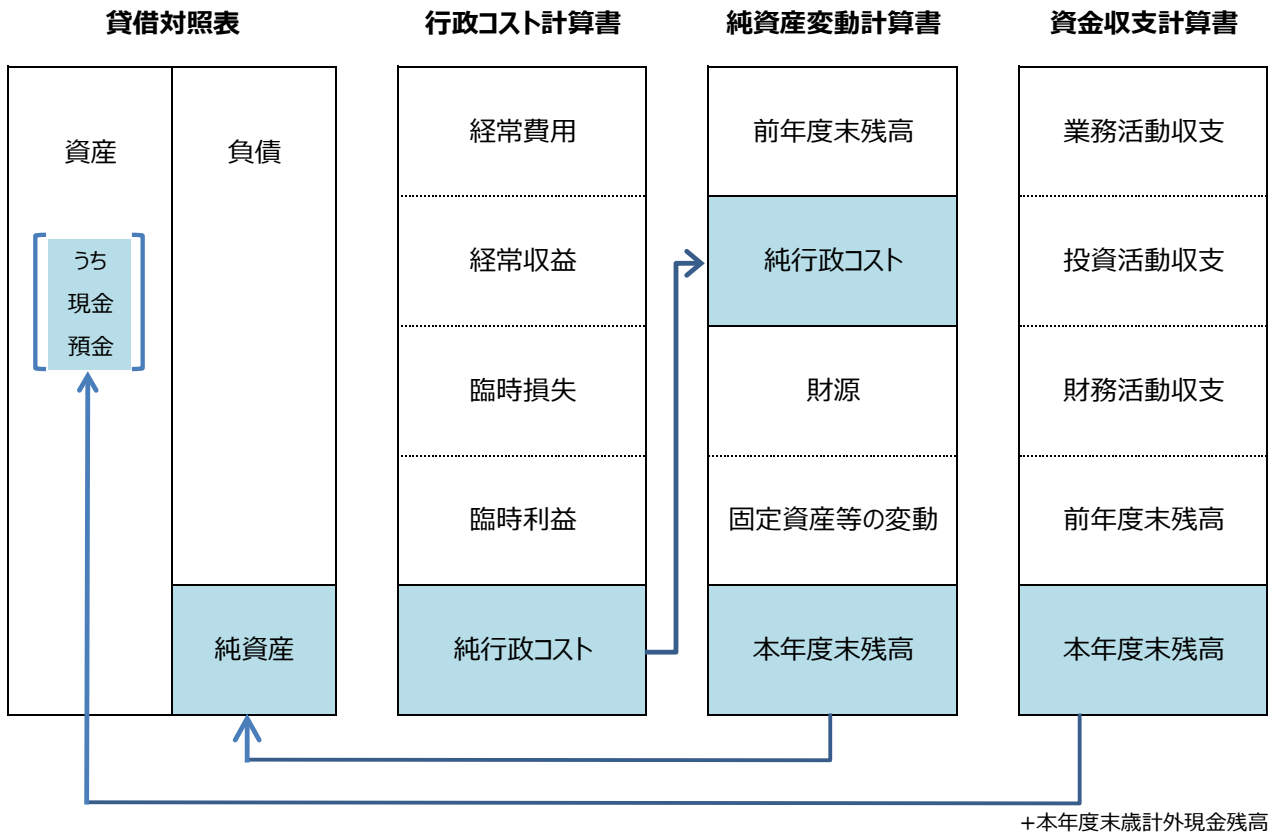 貸借対照表
資産
負債
うち
現金
預金
純資産
行政コスト計算書
経常費用
経常収益
臨時損失
臨時利益
純行政コスト
純資産変動計算書
前年度末残高
純行政コスト
財源
固定資産等の変動
本年度末残高
資金収支計算書
業務活動収支
投資活動収支
財務活動収支
前年度末残高
本年度末残高
+本年度末歳計外現金残高